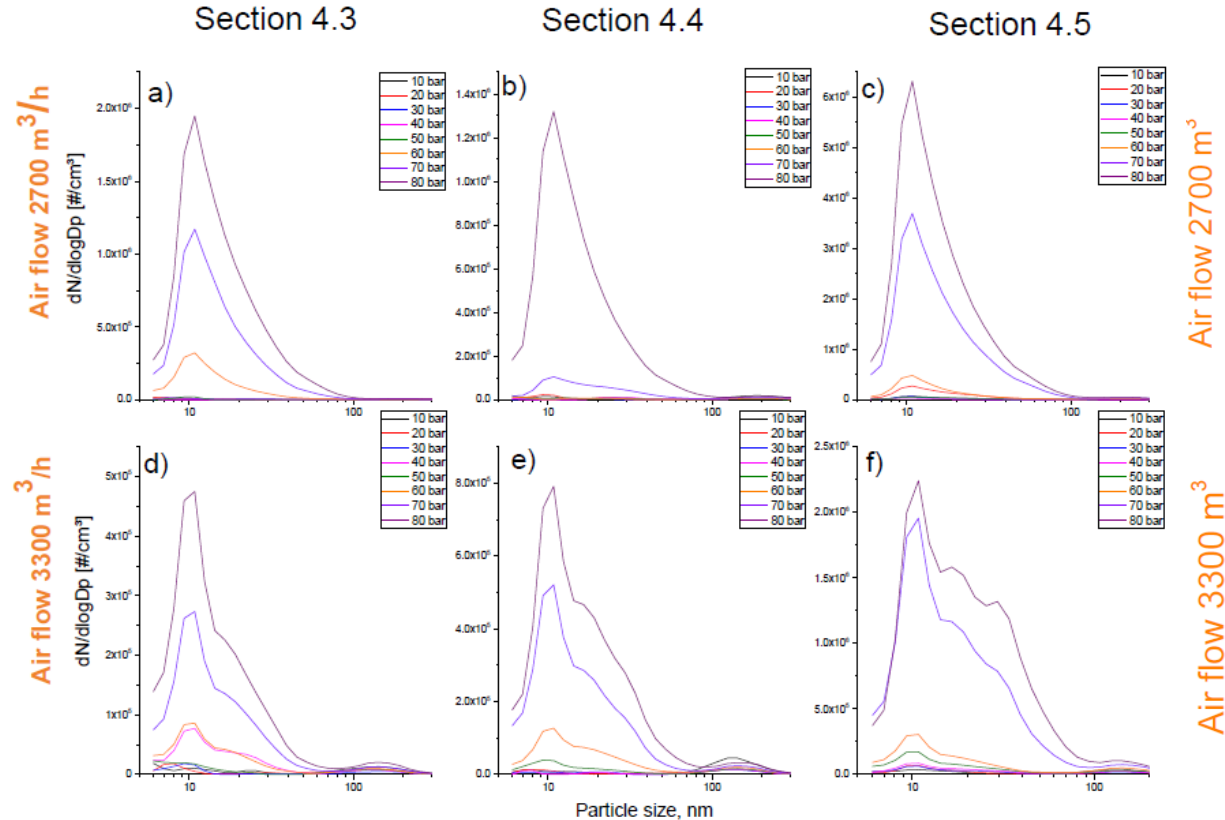 Section 4.3
Section 4.4
Section 4.5
Air flow 2700 m³/h
dN/dlogDp [#/cm³]
a)
2.0x10⁶
1.5x10⁶
1.0x10⁶
5.0x10⁵
0.0
10
100
10 bar
20 bar
30 bar
40 bar
50 bar
60 bar
70 bar
80 bar
b)
1.4x10⁶
1.2x10⁶
1.0x10⁶
8.0x10⁵
6.0x10⁵
4.0x10⁵
2.0x10⁵
0.0
10
100
10 bar
20 bar
30 bar
40 bar
50 bar
60 bar
70 bar
80 bar
c)
6x10⁶
5x10⁶
4x10⁶
3x10⁶
2x10⁶
1x10⁶
0
10
100
10 bar
20 bar
30 bar
40 bar
50 bar
60 bar
70 bar
80 bar
Air flow 2700 m³
Air flow 3300 m³/h
dN/dlogDp [#/cm³]
d)
5x10⁵
4x10⁵
3x10⁵
2x10⁵
1x10⁵
0
10
100
10 bar
20 bar
30 bar
40 bar
50 bar
60 bar
70 bar
80 bar
e)
8.0x10⁵
6.0x10⁵
4.0x10⁵
2.0x10⁵
0.0
10
100
10 bar
20 bar
30 bar
40 bar
50 bar
60 bar
70 bar
80 bar
f)
2.5x10⁶
2.0x10⁶
1.5x10⁶
1.0x10⁶
5.0x10⁵
0.0
10
100
10 bar
20 bar
30 bar
40 bar
50 bar
60 bar
70 bar
80 bar
Air flow 3300 m³
Particle size, nm